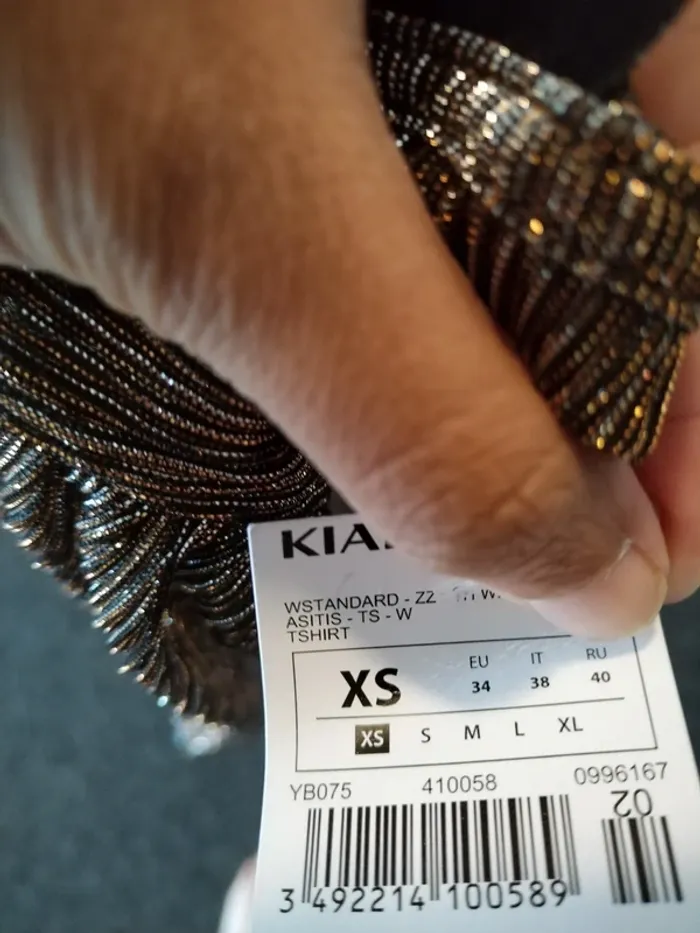 KIA
WSTANDARD - Z2
ASITIS - TS - W
TSHIRT
XS
EU IT RU
34 38 40
XS S M L XL
YB075 410058 0996167
02
3 492214 100589